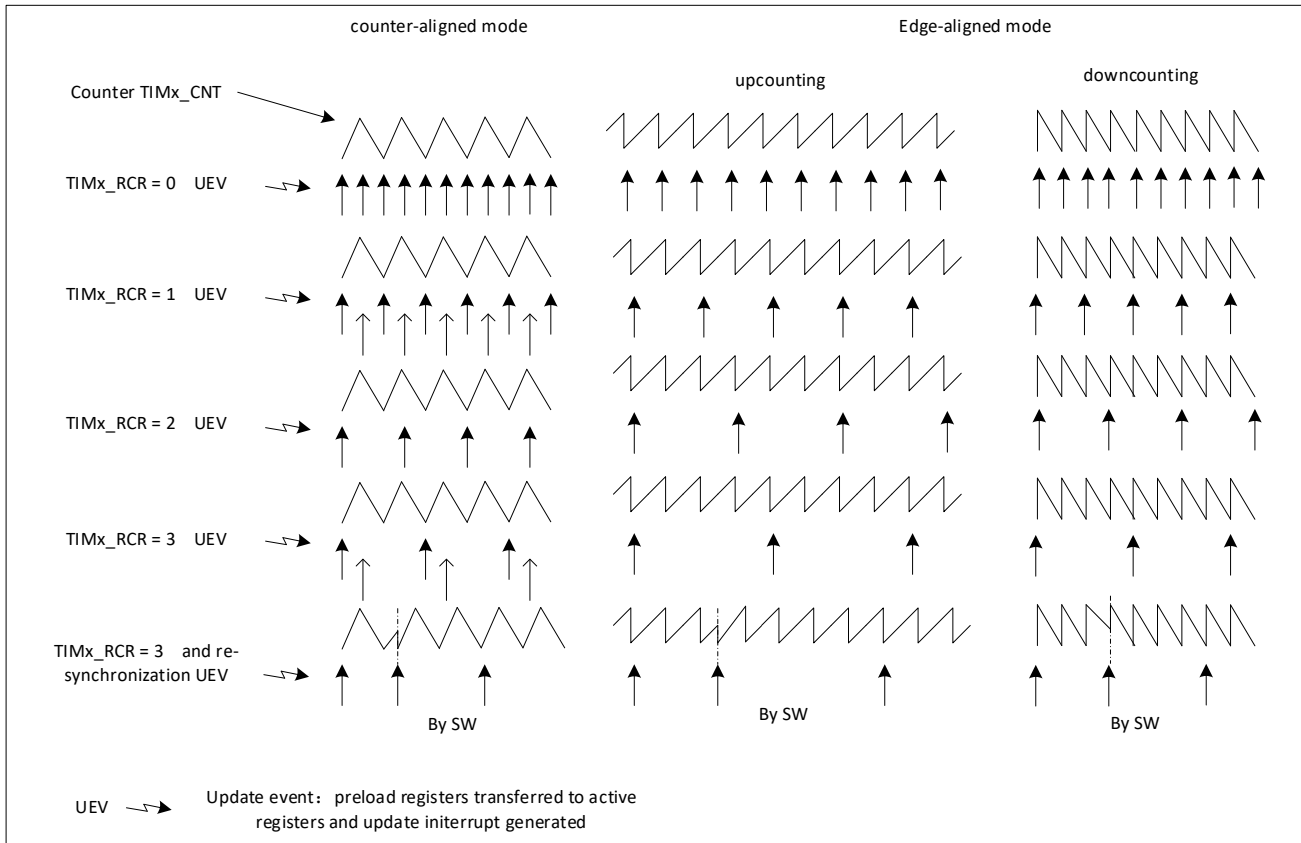 counter-aligned mode
Edge-aligned mode
upcounting
downcounting
Counter TIMx_CNT
TIMx_RCR = 0 UEV
TIMx_RCR = 1 UEV
TIMx_RCR = 2 UEV
TIMx_RCR = 3 UEV
TIMx_RCR = 3 and re-
synchronization UEV
By SW
By SW
By SW
UEV
Update event： preload registers transferred to active
registers and update initerrupt generated